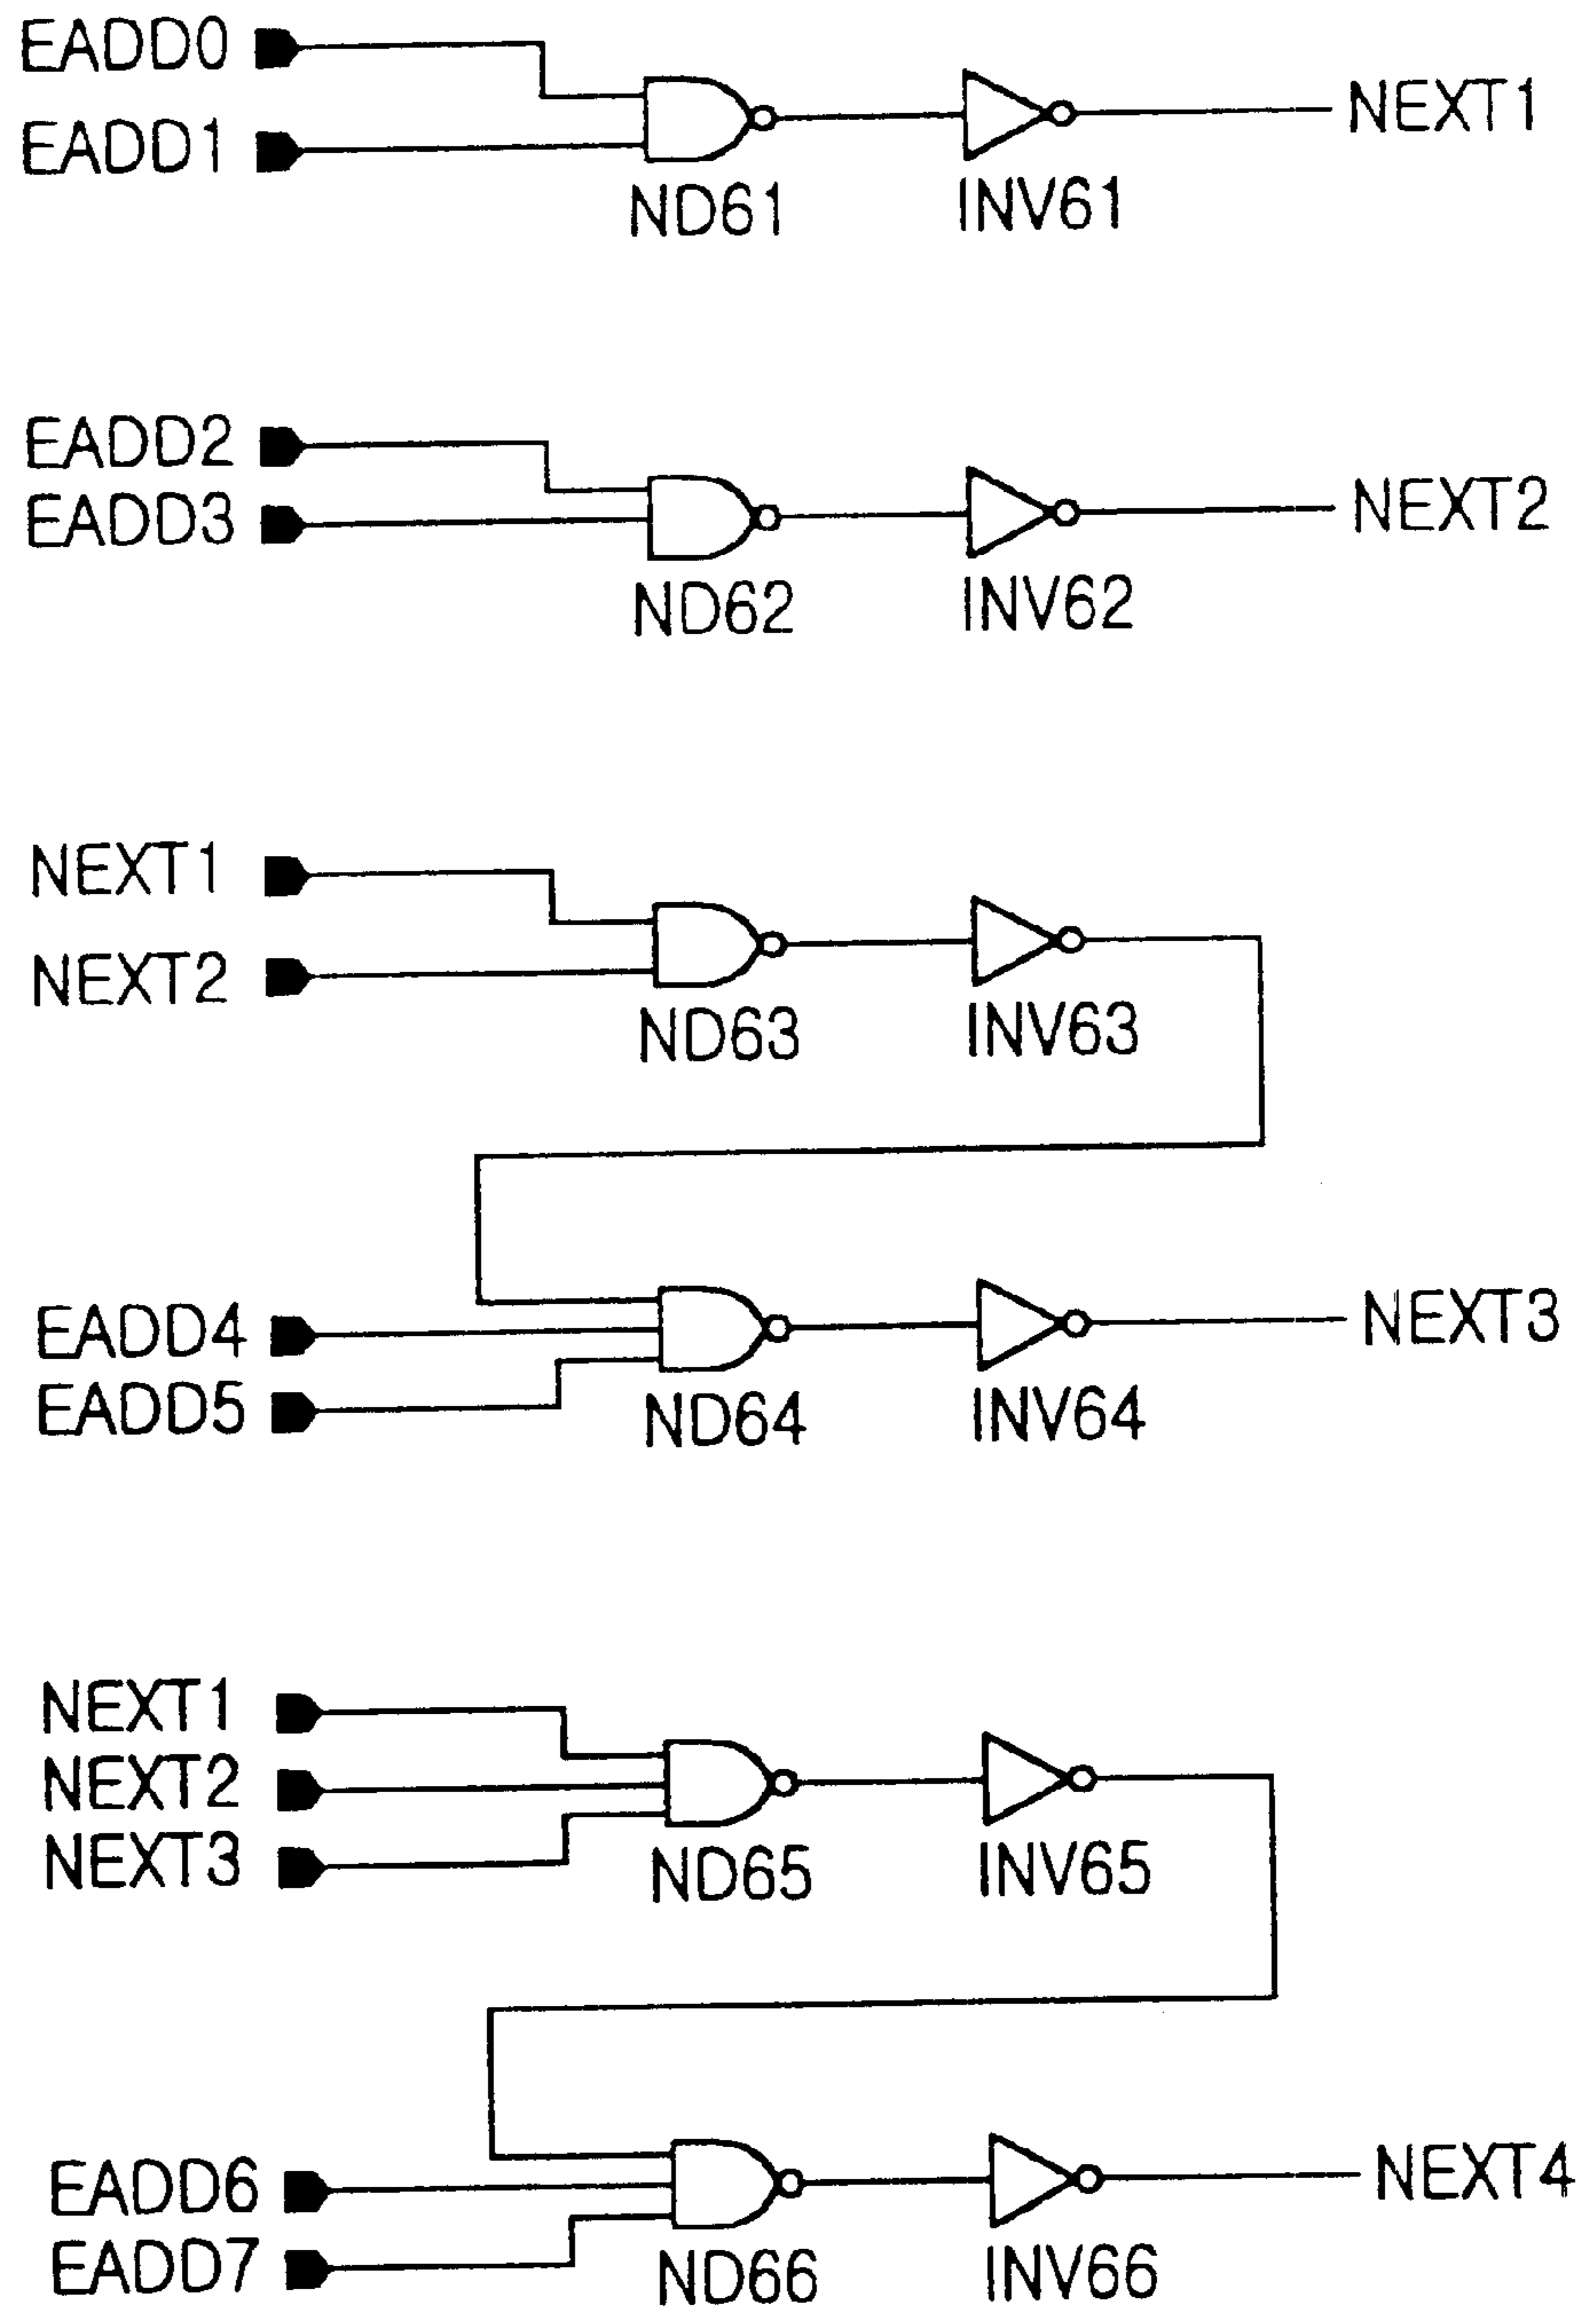 EADD0
EADD1
ND61
INV61
NEXT1
EADD2
EADD3
ND62
INV62
NEXT2
NEXT1
NEXT2
ND63
INV63
EADD4
EADD5
ND64
INV64
NEXT3
NEXT1
NEXT2
NEXT3
ND65
INV65
EADD6
EADD7
ND66
INV66
NEXT4